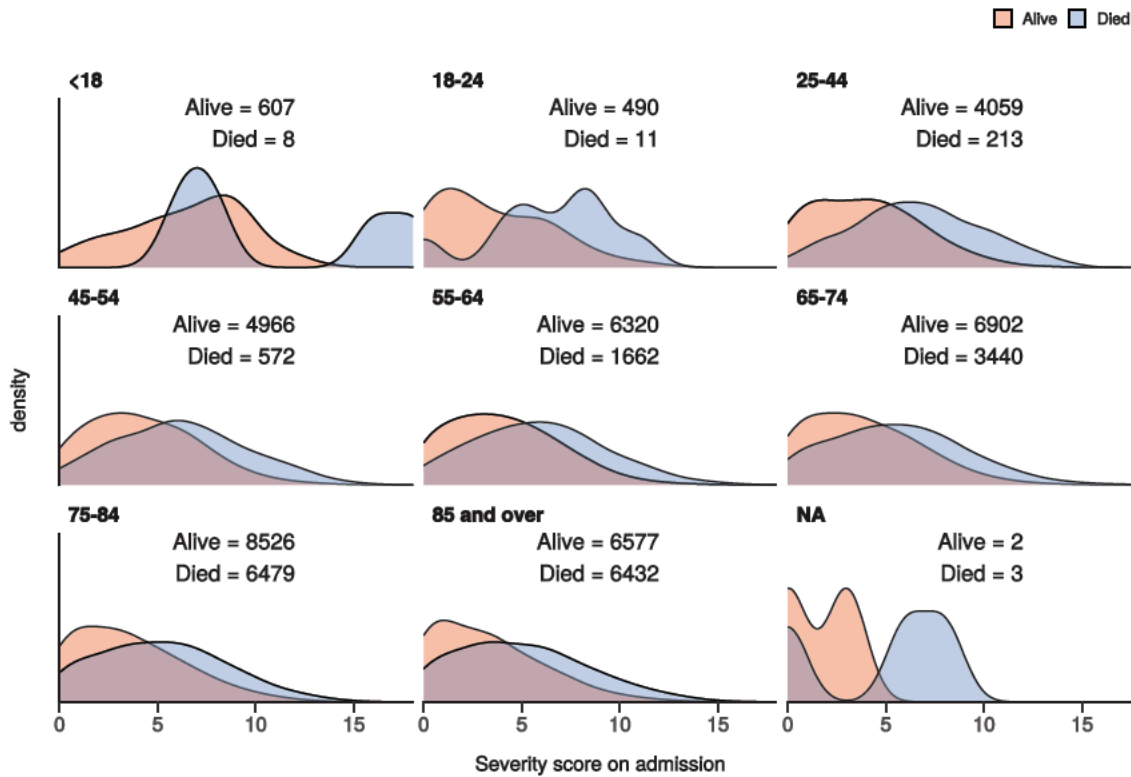 Alive Died
<18
Alive = 607
Died = 8
18-24
Alive = 490
Died = 11
25-44
Alive = 4059
Died = 213
45-54
Alive = 4966
Died = 572
55-64
Alive = 6320
Died = 1662
65-74
Alive = 6902
Died = 3440
density
75-84
Alive = 8526
Died = 6479
85 and over
Alive = 6577
Died = 6432
NA
Alive = 2
Died = 3
0 5 10 15
0 5 10 15
0 5 10 15
Severity score on admission